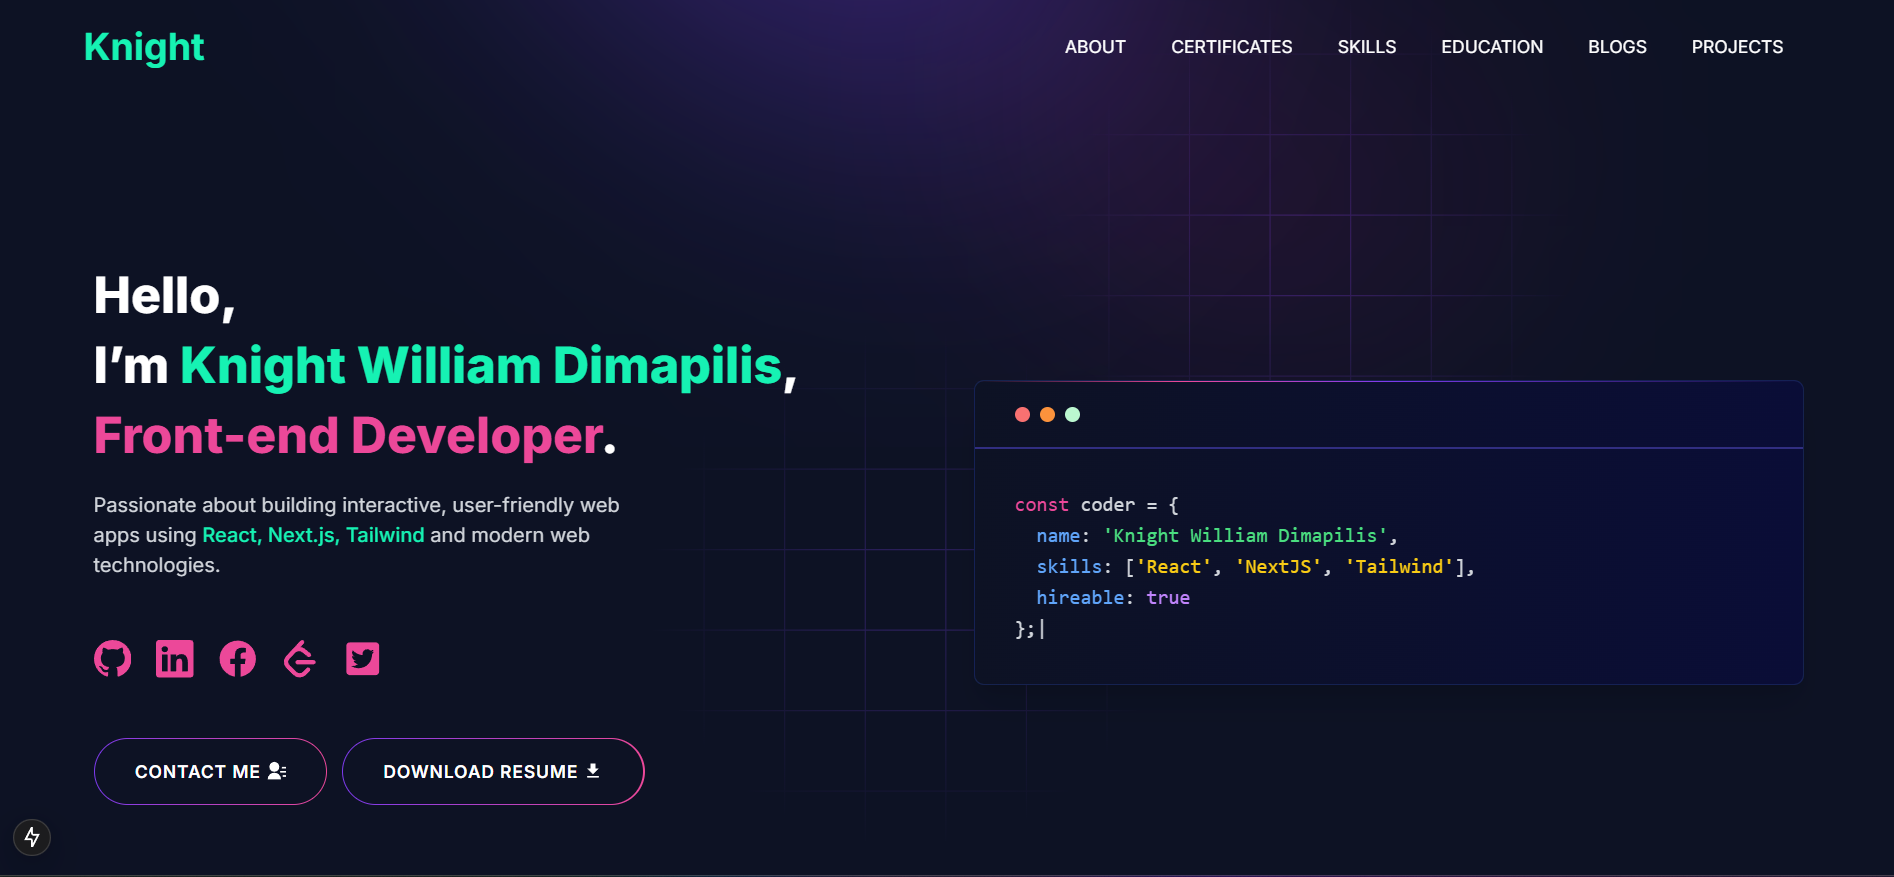 Knight
ABOUT CERTIFICATES SKILLS EDUCATION BLOGS PROJECTS
Hello,
I’m Knight William Dimapilis,
Front-end Developer.
Passionate about building interactive, user-friendly web
apps using React, Next.js, Tailwind and modern web
technologies.
CONTACT ME
DOWNLOAD RESUME
const coder = {
name: 'Knight William Dimapilis',
skills: ['React', 'NextJS', 'Tailwind'],
hireable: true
};|